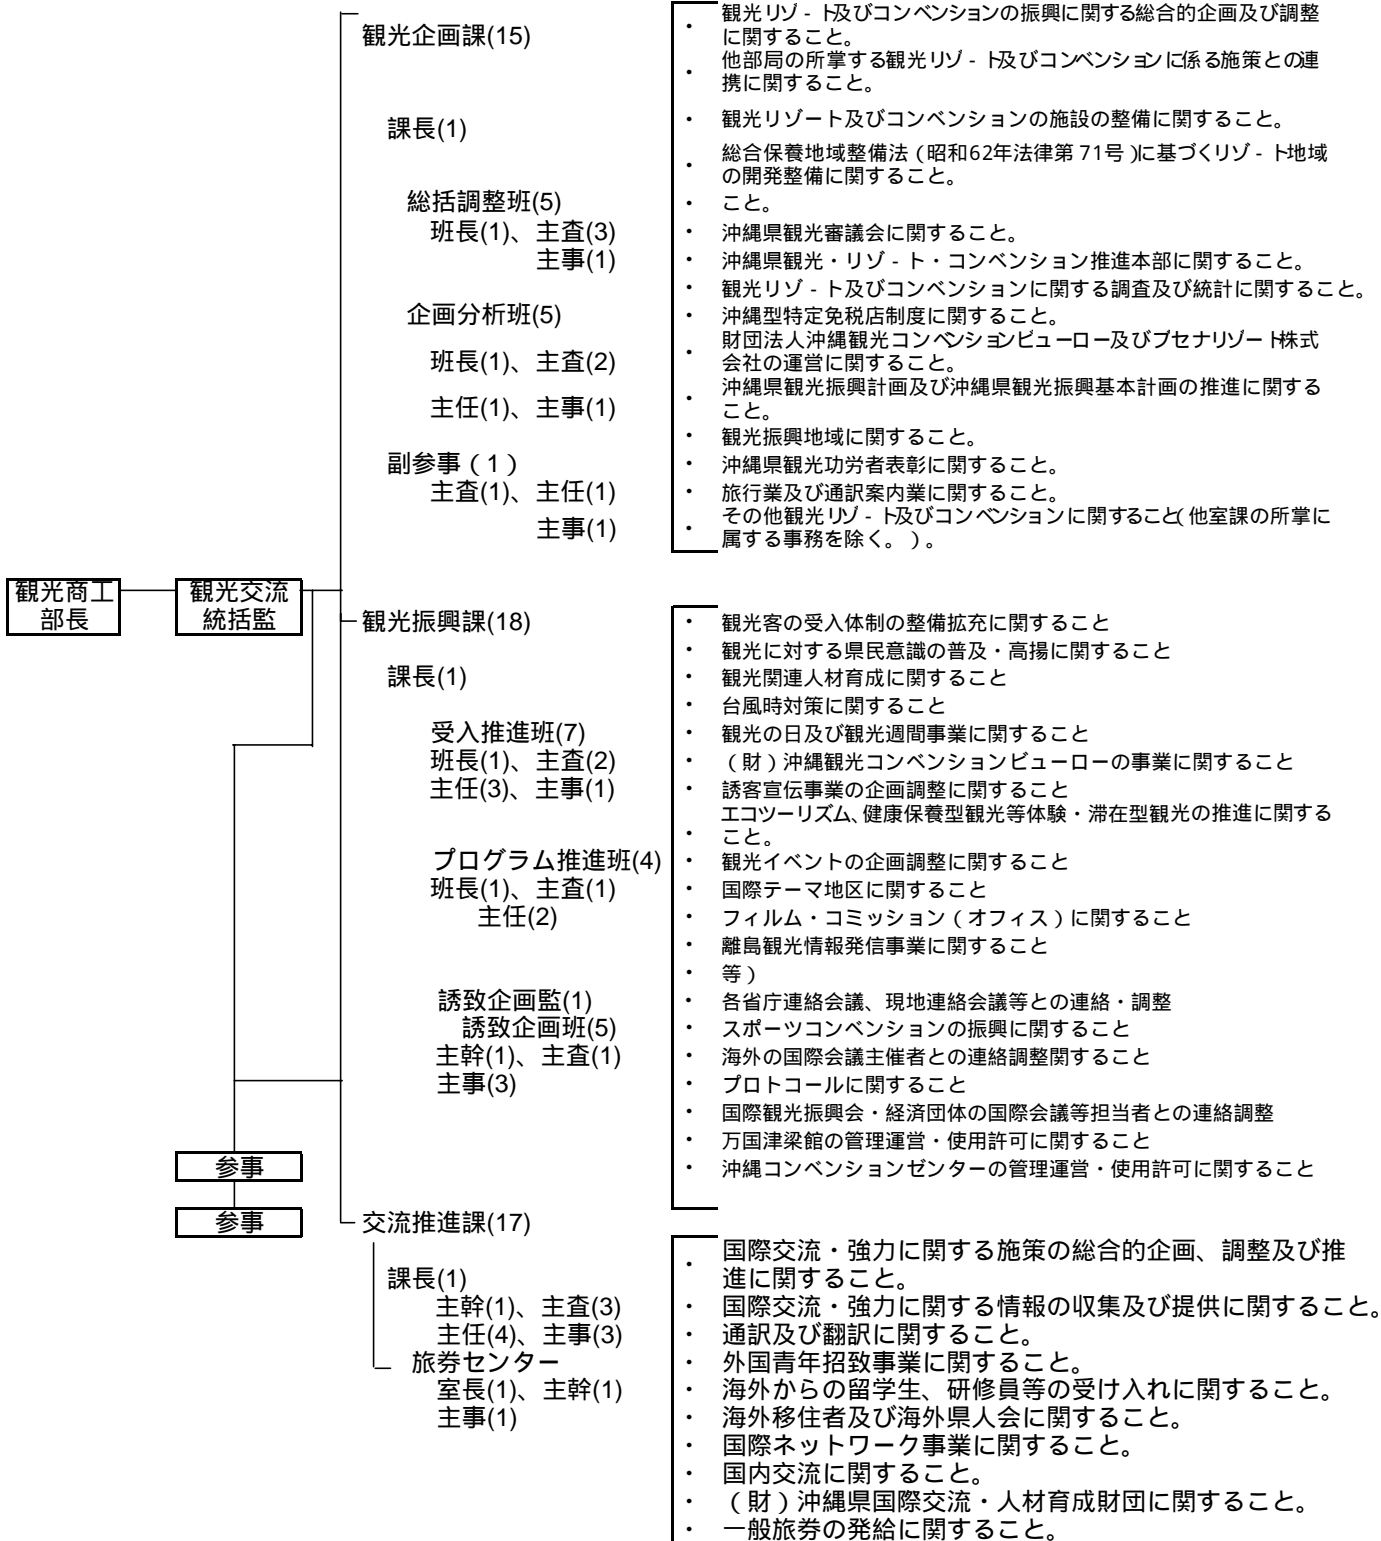 観光商工
部長
観光交流
統括監
参事
参事
観光企画課(15)
課長(1)
総括調整班(5)
班長(1)、主査(3)
主事(1)
企画分析班(5)
班長(1)、主査(2)
主任(1)、主事(1)
副参事（1）
主査(1)、主任(1)
主事(1)
・ 観光リゾ‐ト及びコンベンションの振興に関する総合的企画及び調整
に関すること。
・ 他部局の所掌する観光リゾ‐ト及びコンベンションに係る施策との連
携に関すること。
・ 観光リゾート及びコンベンションの施設の整備に関すること。
・ 総合保養地域整備法（昭和62年法律第71号）に基づくリゾ‐ト地域
の開発整備に関すること。
・ こと。
・ 沖縄県観光審議会に関すること。
・ 沖縄県観光・リゾ‐ト・コンベンション推進本部に関すること。
・ 観光リゾ‐ト及びコンベンションに関する調査及び統計に関すること。
・ 沖縄型特定免税店制度に関すること。
・ 財団法人沖縄観光コンベンションビューロー及びブセナリゾート株式
会社の運営に関すること。
・ 沖縄県観光振興計画及び沖縄県観光振興基本計画の推進に関する
こと。
・ 観光振興地域に関すること。
・ 沖縄県観光功労者表彰に関すること。
・ 旅行業及び通訳案内業に関すること。
・ その他観光リゾ‐ト及びコンベンションに関すること（他室課の所掌に
属する事務を除く。）。
観光振興課(18)
課長(1)
受入推進班(7)
班長(1)、主査(2)
主任(3)、主事(1)
プログラム推進班(4)
班長(1)、主査(1)
主任(2)
誘致企画監(1)
誘致企画班(5)
主幹(1)、主査(1)
主事(3)
・ 観光客の受入体制の整備拡充に関すること
・ 観光に対する県民意識の普及・高揚に関すること
・ 観光関連人材育成に関すること
・ 台風時対策に関すること
・ 観光の日及び観光週間事業に関すること
・ （財）沖縄観光コンベンションビューローの事業に関すること
・ 誘客宣伝事業の企画調整に関すること
・ エコツーリズム、健康保養型観光等体験・滞在型観光の推進に関する
こと。
・ 観光イベントの企画調整に関すること
・ 国際テーマ地区に関すること
・ フィルム・コミッション（オフィス）に関すること
・ 離島観光情報発信事業に関すること
・ 等）
・ 各省庁連絡会議、現地連絡会議等との連絡・調整
・ スポーツコンベンションの振興に関すること
・ 海外の国際会議主催者との連絡調整関すること
・ プロトコールに関すること
・ 国際観光振興会・経済団体の国際会議等担当者との連絡調整
・ 万国津梁館の管理運営・使用許可に関すること
・ 沖縄コンベンションゼンターの管理運営・使用許可に関すること
交流推進課(17)
課長(1)
主幹(1)、主査(3)
主任(4)、主事(3)
旅券センター
室長(1)、主幹(1)
主事(1)
・ 国際交流・強力に関する施策の総合的企画、調整及び推
進に関すること。
・ 国際交流・強力に関する情報の収集及び提供に関すること。
・ 通訳及び翻訳に関すること。
・ 外国青年招致事業に関すること。
・ 海外からの留学生、研修員等の受け入れに関すること。
・ 海外移住者及び海外県人会に関すること。
・ 国際ネットワーク事業に関すること。
・ 国内交流に関すること。
・ （財）沖縄県国際交流・人材育成財団に関すること。
・ 一般旅券の発給に関すること。